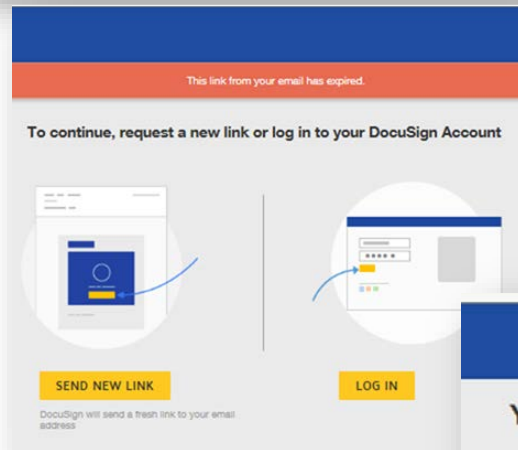 This link from your email has expired.
To continue, request a new link or log in to your DocuSign Account
SEND NEW LINK
LOG IN
DocuSign will send a fresh link to your email
address
Y